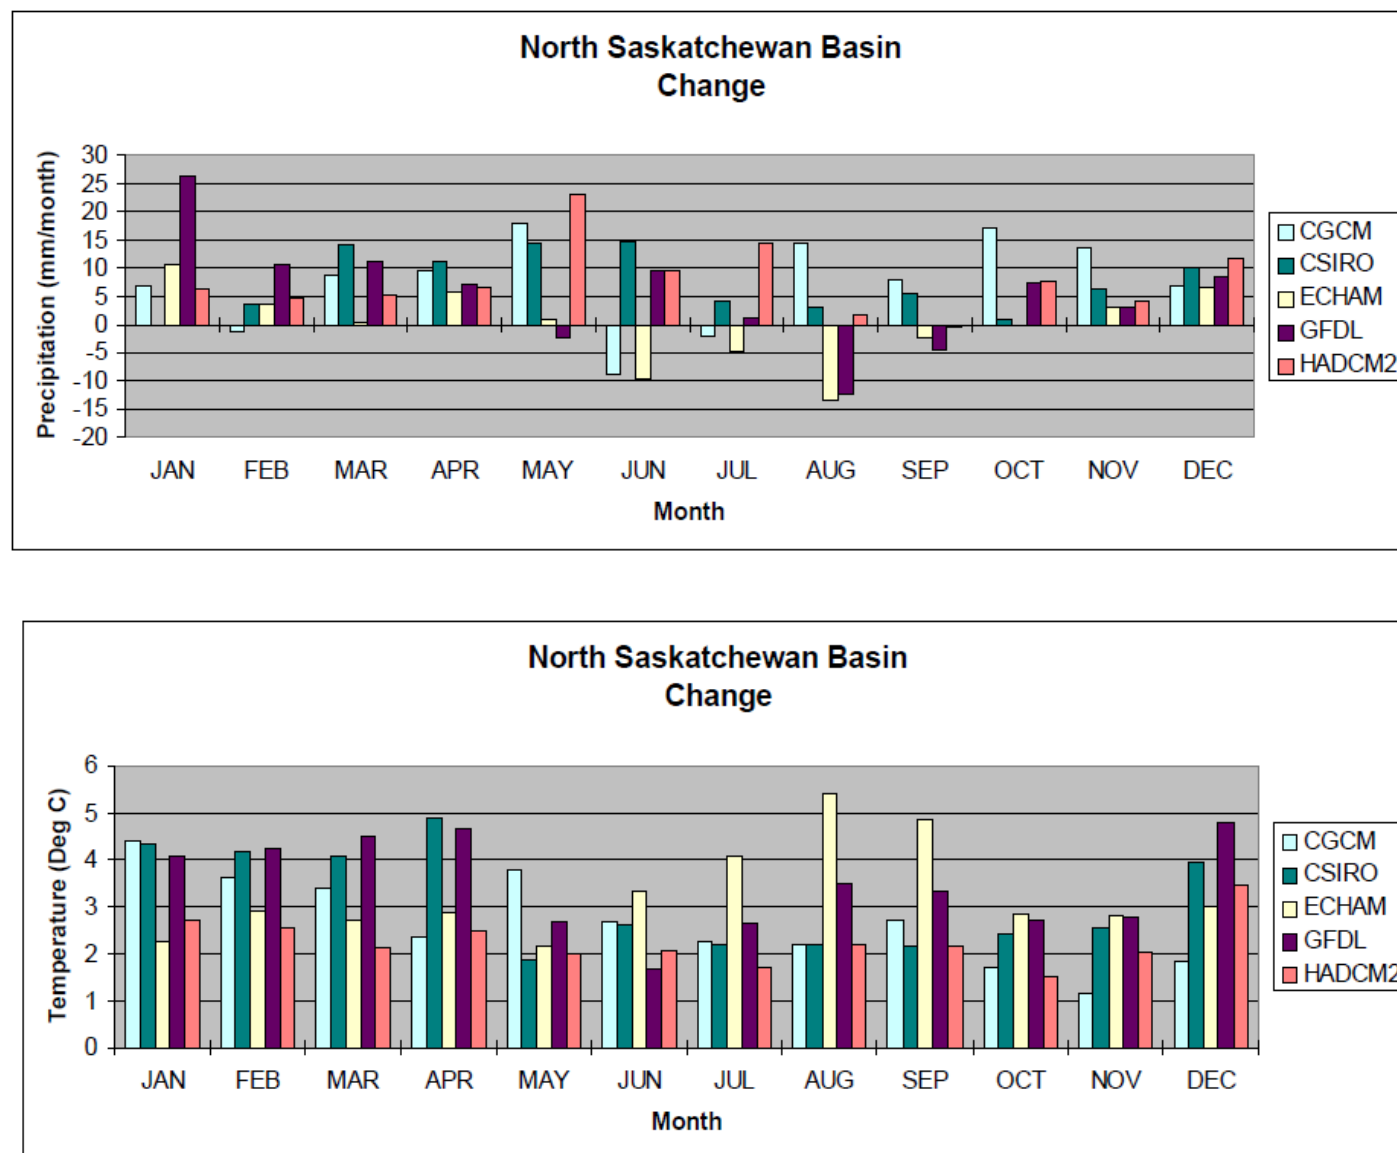 North Saskatchewan Basin
Change
Precipitation (mm/month)
30
25
20
15
10
5
0
-5
-10
-15
-20
JAN FEB MAR APR MAY JUN JUL AUG SEP OCT NOV DEC
Month
CGCM
CSIRO
ECHAM
GFDL
HADCM2
North Saskatchewan Basin
Change
Temperature (Deg C)
6
5
4
3
2
1
0
JAN FEB MAR APR MAY JUN JUL AUG SEP OCT NOV DEC
Month
CGCM
CSIRO
ECHAM
GFDL
HADCM2